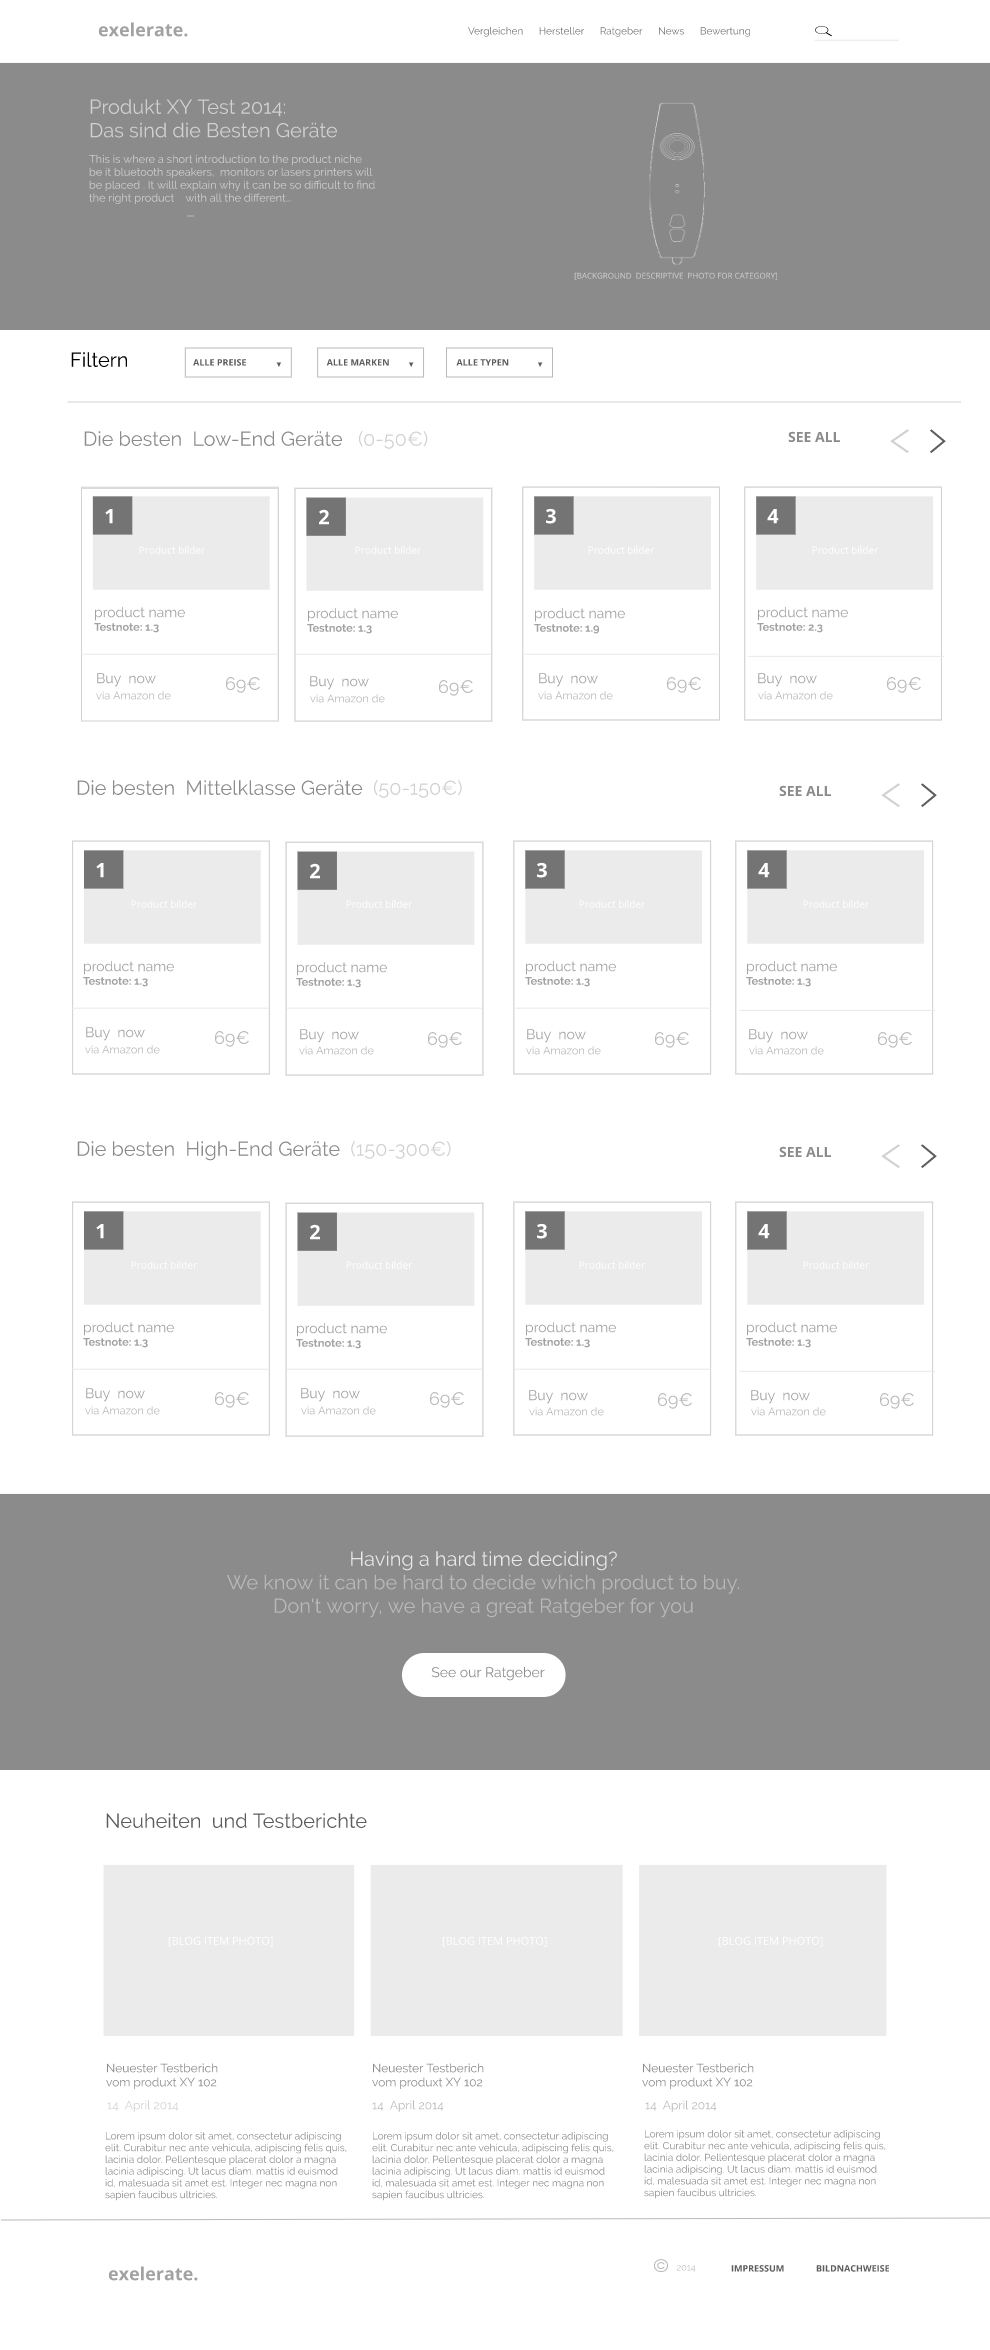 exelerate.
Vergleichen Hersteller Ratgeber News Bewertung
Produkt XY Test 2014:
Das sind die Besten Geräte
This is where a short introduction to the product niche
be it bluetooth speakers, monitors or lasers printers will
be placed . It willl explain why it can be so difficult to find
the right product with all the different...
[BACKGROUND DESCRIPTIVE PHOTO FOR CATEGORY]
Filtern
ALLE PREISE ALLE MARKEN ALLE TYPEN
Die besten Low-End Geräte (0-50€)
SEE ALL
1 2 3 4
Product bilder Product bilder Product bilder Product bilder
product name product name product name product name
Testnote: 1.3 Testnote: 1.3 Testnote: 1.9 Testnote: 2.3
Buy now 69€ Buy now 69€ Buy now 69€ Buy now 69€
via Amazon de via Amazon de via Amazon de via Amazon de
Die besten Mittelklasse Geräte (50-150€)
SEE ALL
1 2 3 4
Product bilder Product bilder Product bilder Product bilder
product name product name product name product name
Testnote: 1.3 Testnote: 1.3 Testnote: 1.3 Testnote: 1.3
Buy now 69€ Buy now 69€ Buy now 69€ Buy now 69€
via Amazon de via Amazon de via Amazon de via Amazon de
Die besten High-End Geräte (150-300€)
SEE ALL
1 2 3 4
Product bilder Product bilder Product bilder Product bilder
product name product name product name product name
Testnote: 1.3 Testnote: 1.3 Testnote: 1.3 Testnote: 1.3
Buy now 69€ Buy now 69€ Buy now 69€ Buy now 69€
via Amazon de via Amazon de via Amazon de via Amazon de
Having a hard time deciding?
We know it can be hard to decide which product to buy.
Don't worry, we have a great Ratgeber for you
See our Ratgeber
Neuheiten und Testberichte
[BLOG ITEM PHOTO] [BLOG ITEM PHOTO] [BLOG ITEM PHOTO]
Neuester Testberich
vom produxt XY 102
14 April 2014
Lorem ipsum dolor sit amet, consectetur adipiscing
elit. Curabitur nec ante vehicula, adipiscing felis quis,
lacinia dolor. Pellentesque placerat dolor a magna
lacinia adipiscing. Ut lacus diam, mattis id euismod
id, malesuada sit amet est. Integer nec magna non
sapien faucibus ultricies.
Neuester Testberich
vom produxt XY 102
14 April 2014
Lorem ipsum dolor sit amet, consectetur adipiscing
elit. Curabitur nec ante vehicula, adipiscing felis quis,
lacinia dolor. Pellentesque placerat dolor a magna
lacinia adipiscing. Ut lacus diam, mattis id euismod
id, malesuada sit amet est. Integer nec magna non
sapien faucibus ultricies.
Neuester Testberich
vom produxt XY 102
14 April 2014
Lorem ipsum dolor sit amet, consectetur adipiscing
elit. Curabitur nec ante vehicula, adipiscing felis quis,
lacinia dolor. Pellentesque placerat dolor a magna
lacinia adipiscing. Ut lacus diam, mattis id euismod
id, malesuada sit amet est. Integer nec magna non
sapien faucibus ultricies.
exelerate.
© 2014 IMPRESSUM BILDNACHWEISE